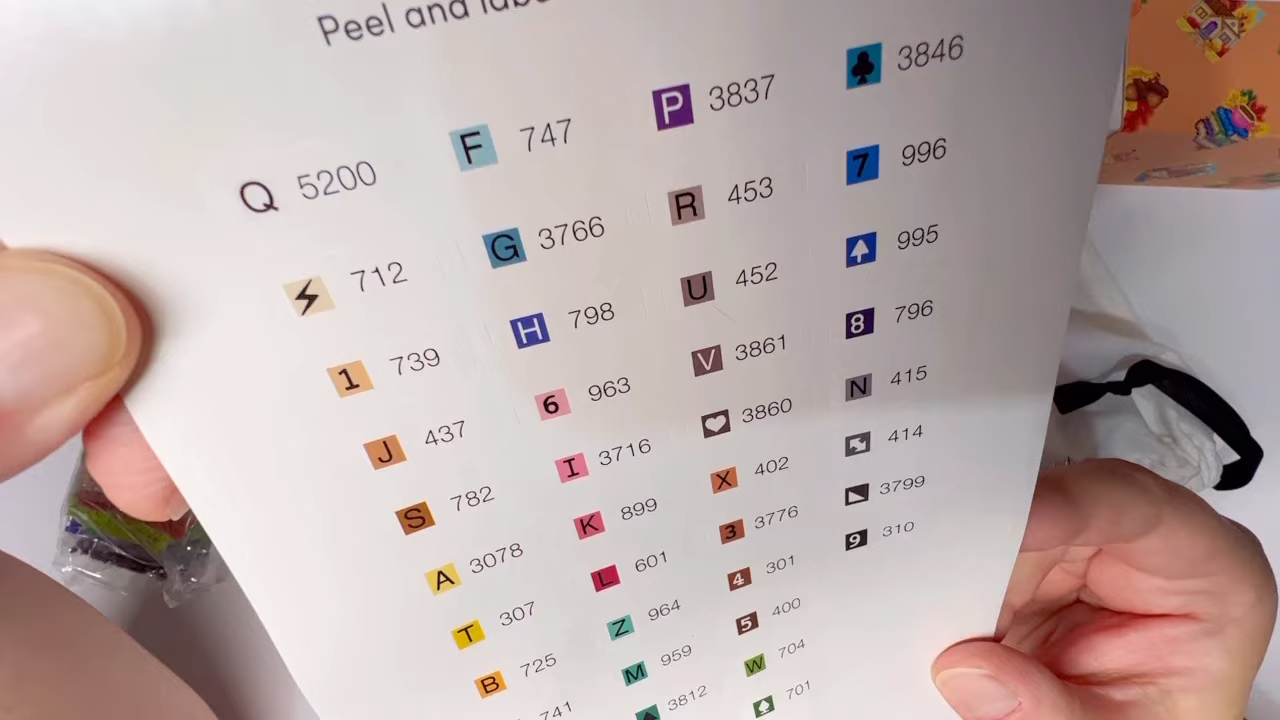 Peel and
Q 5200
712
1 739
J 437
S 782
A 3078
T 307
B 725
741
F 747
G 3766
H 798
6 963
I 3716
K 899
L 601
Z 964
M 959
3812
P 3837
R 453
U 452
V 3861
3860
X 402
3 3776
4 301
5 400
W 704
701
3846
7 996
995
8 796
N 415
414
3799
9 310